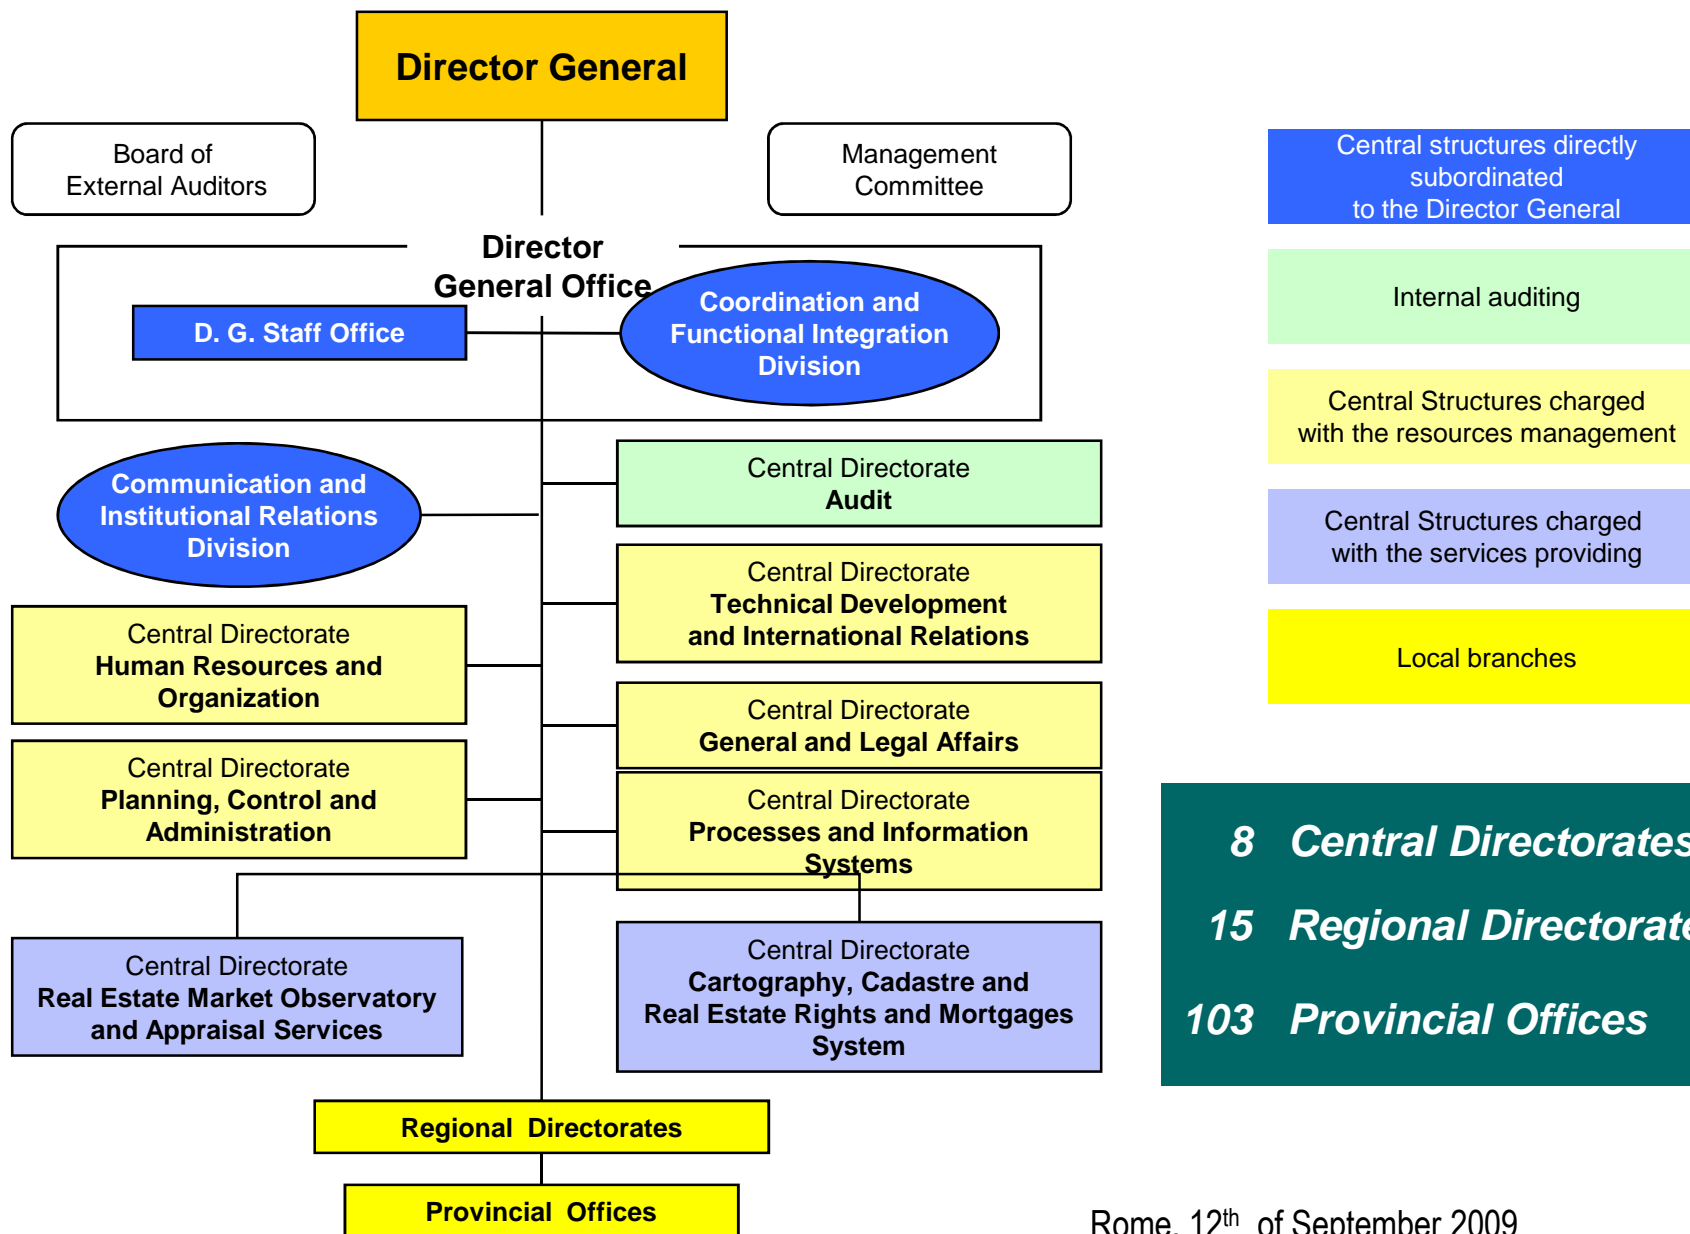 Director General
Board of
External Auditors
Management
Committee
Director
General Office
D. G. Staff Office
Coordination and
Functional Integration
Division
Communication and
Institutional Relations
Division
Central Directorate
Audit
Central Directorate
Technical Development
and International Relations
Central Directorate
Human Resources and
Organization
Central Directorate
General and Legal Affairs
Central Directorate
Planning, Control and
Administration
Central Directorate
Processes and Information
Systems
Central Directorate
Real Estate Market Observatory
and Appraisal Services
Central Directorate
Cartography, Cadastre and
Real Estate Rights and Mortgages
System
Regional Directorates
Provincial Offices
Central structures directly
subordinated
to the Director General
Internal auditing
Central Structures charged
with the resources management
Central Structures charged
with the services providing
Local branches
8 Central Directorates
15 Regional Directorate
103 Provincial Offices
Rome, 12th of September 2009